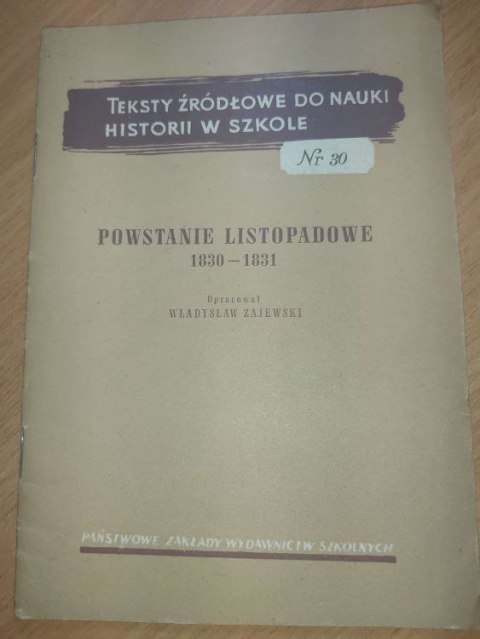 TEKSTY ŹRÓDŁOWE DO NAUKI
HISTORII W SZKOLE
Nr 30
POWSTANIE LISTOPADOWE
1830 — 1831
Opracował
WŁADYSŁAW ZAJEWSKI
PAŃSTWOWE ZAKŁADY WYDAWNICTW SZKOLNYCH